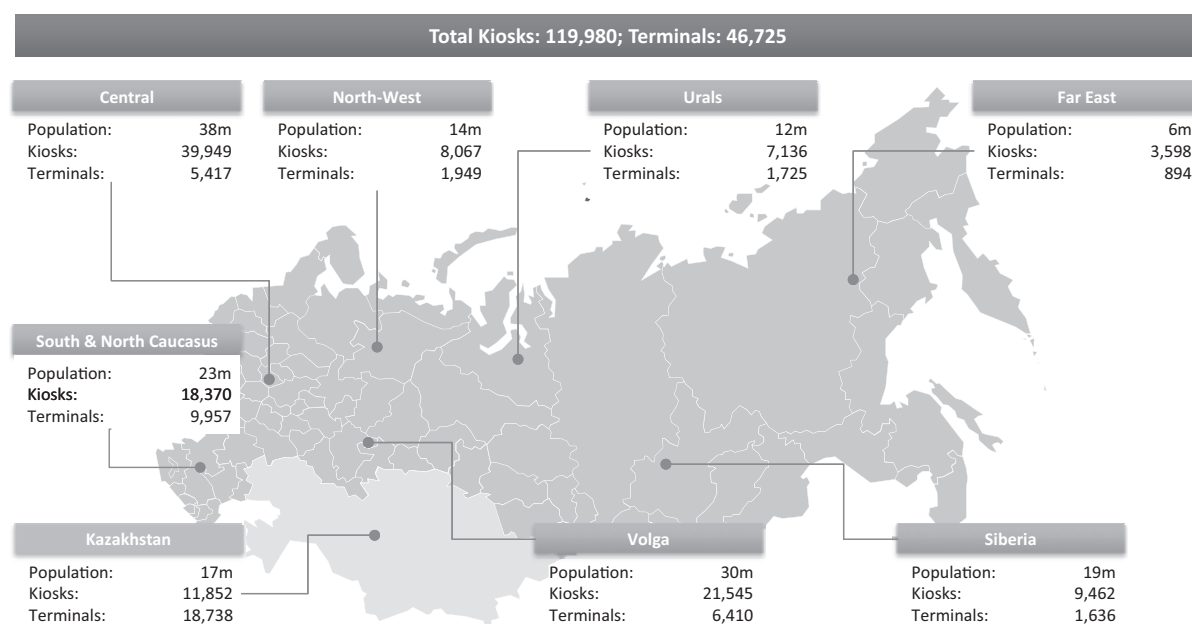 Total Kiosks: 119,980; Terminals: 46,725
Central
Population: 38m
Kiosks: 39,949
Terminals: 5,417
North-West
Population: 14m
Kiosks: 8,067
Terminals: 1,949
Urals
Population: 12m
Kiosks: 7,136
Terminals: 1,725
Far East
Population: 6m
Kiosks: 3,598
Terminals: 894
South & North Caucasus
Population: 23m
Kiosks: 18,370
Terminals: 9,957
Kazakhstan
Population: 17m
Kiosks: 11,852
Terminals: 18,738
Volga
Population: 30m
Kiosks: 21,545
Terminals: 6,410
Siberia
Population: 19m
Kiosks: 9,462
Terminals: 1,636